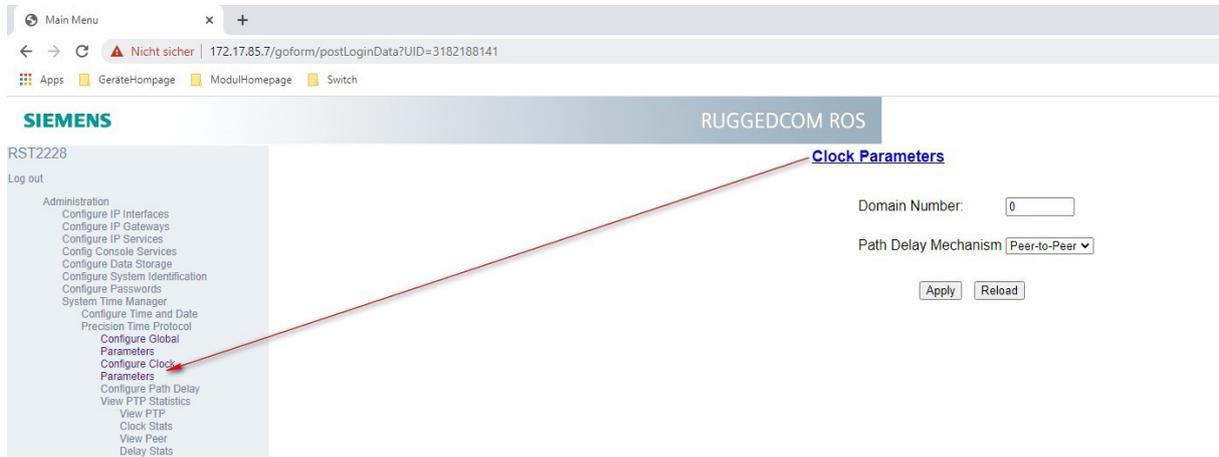 Main Menu
Nicht sicher | 172.17.85.7/goform/postLoginData?UID=3182188141
Apps GeräteHompage ModulHomepage Switch
SIEMENS
RUGGEDCOM ROS
RST2228
Log out
Administration
Configure IP Interfaces
Configure IP Gateways
Configure IP Services
Config Console Services
Configure Data Storage
Configure System Identification
Configure Passwords
System Time Manager
Configure Time and Date
Precision Time Protocol
Configure Global
Parameters
Configure Clock
Parameters
Configure Path Delay
View PTP Statistics
View PTP
Clock Stats
View Peer
Delay Stats
Clock Parameters
Domain Number: 0
Path Delay Mechanism Peer-to-Peer
Apply Reload